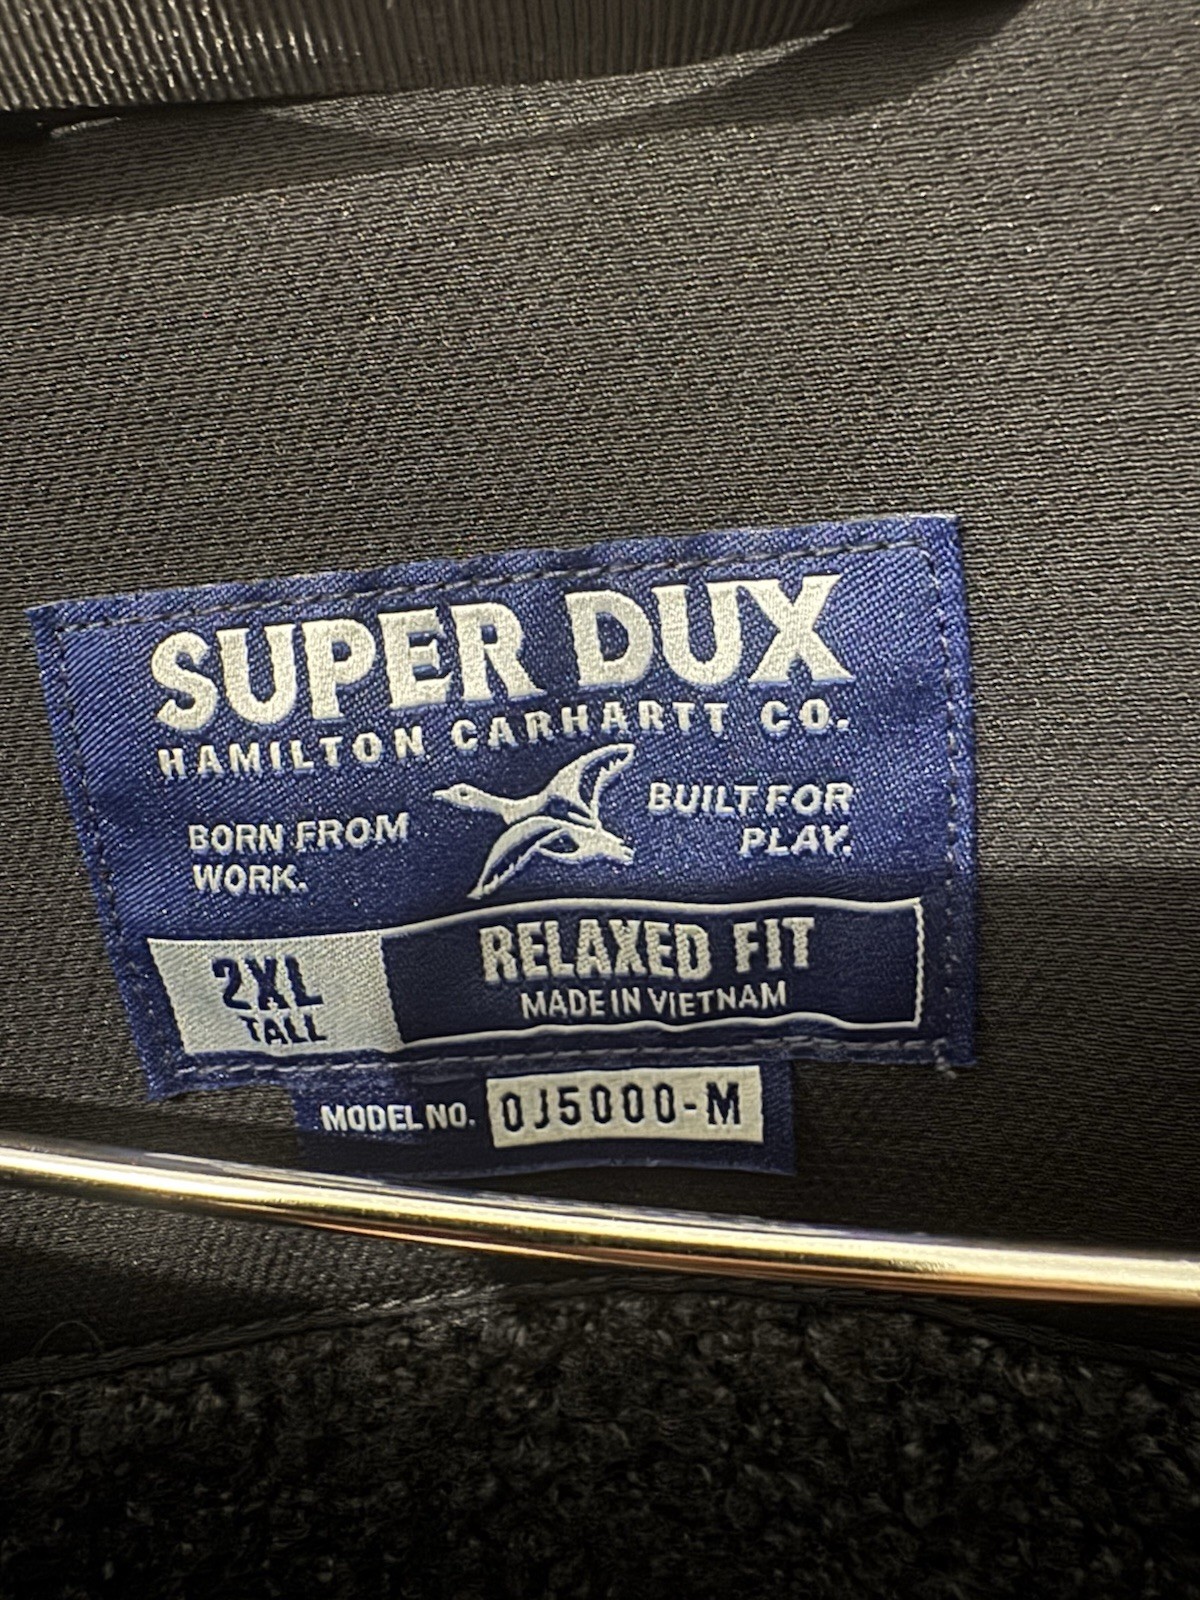 SUPER DUX
HAMILTON CARHARTT CO.
BORN FROM
WORK.
BUILT FOR
PLAY.
2XL
TALL
RELAXED FIT
MADE IN VIETNAM
MODEL NO. OJ5000-M